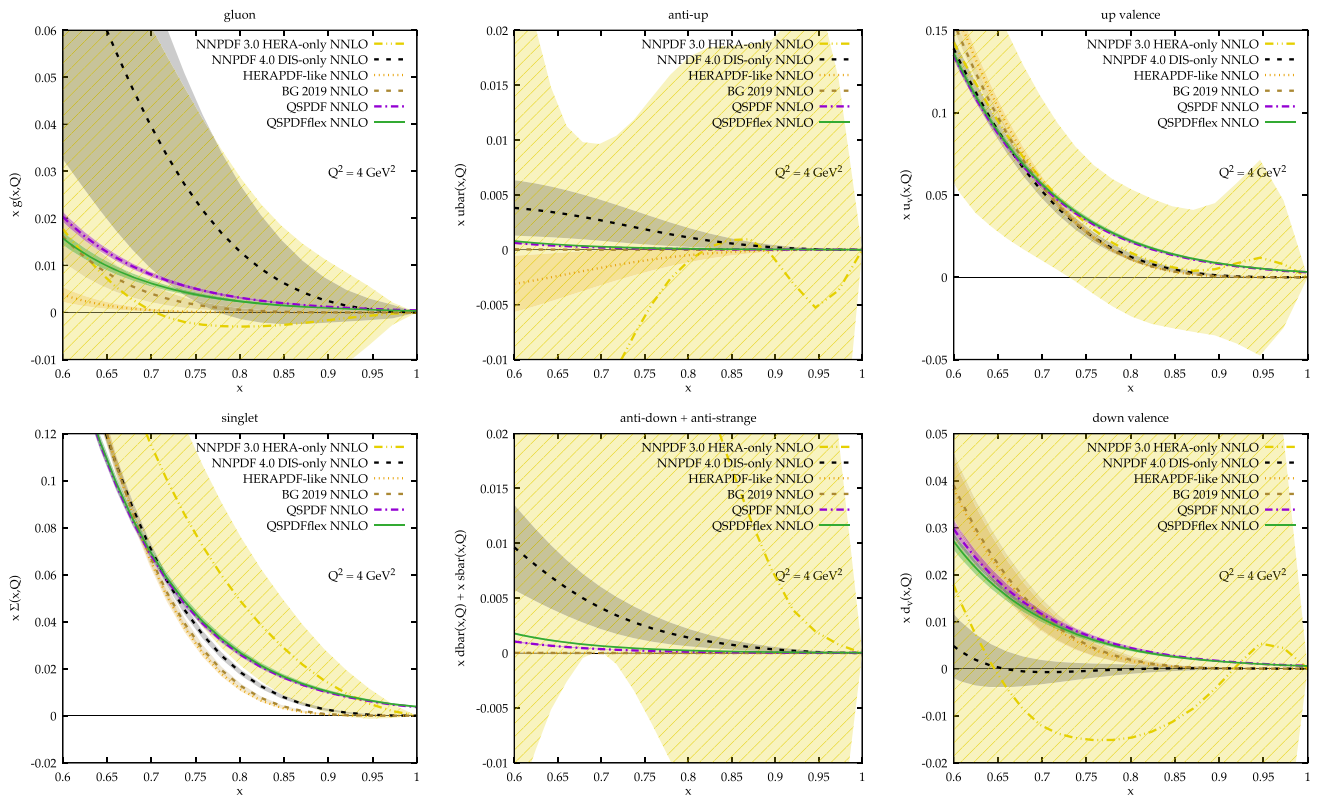 gluon
x g(x,Q)
0.06
0.05
0.04
0.03
0.02
0.01
0
-0.01
NNPDF 3.0 HERA-only NNLO
NNPDF 4.0 DIS-only NNLO
HERAPDF-like NNLO
BG 2019 NNLO
QSPDF NNLO
QSPDFflex NNLO
Q² = 4 GeV²
0.6 0.65 0.7 0.75 0.8 0.85 0.9 0.95 1
x
anti-up
x ubar(x,Q)
0.02
0.015
0.01
0.005
0
-0.005
-0.01
NNPDF 3.0 HERA-only NNLO
NNPDF 4.0 DIS-only NNLO
HERAPDF-like NNLO
BG 2019 NNLO
QSPDF NNLO
QSPDFflex NNLO
Q² = 4 GeV²
0.6 0.65 0.7 0.75 0.8 0.85 0.9 0.95 1
x
up valence
x uᵥ(x,Q)
0.15
0.1
0.05
0
-0.05
NNPDF 3.0 HERA-only NNLO
NNPDF 4.0 DIS-only NNLO
HERAPDF-like NNLO
BG 2019 NNLO
QSPDF NNLO
QSPDFflex NNLO
Q² = 4 GeV²
0.6 0.65 0.7 0.75 0.8 0.85 0.9 0.95 1
x
singlet
x Σ(x,Q)
0.12
0.1
0.08
0.06
0.04
0.02
0
-0.02
NNPDF 3.0 HERA-only NNLO
NNPDF 4.0 DIS-only NNLO
HERAPDF-like NNLO
BG 2019 NNLO
QSPDF NNLO
QSPDFflex NNLO
Q² = 4 GeV²
0.6 0.65 0.7 0.75 0.8 0.85 0.9 0.95 1
x
anti-down + anti-strange
x dbar(x,Q) + x sbar(x,Q)
0.02
0.015
0.01
0.005
0
-0.005
-0.01
NNPDF 3.0 HERA-only NNLO
NNPDF 4.0 DIS-only NNLO
HERAPDF-like NNLO
BG 2019 NNLO
QSPDF NNLO
QSPDFflex NNLO
Q² = 4 GeV²
0.6 0.65 0.7 0.75 0.8 0.85 0.9 0.95 1
x
down valence
x dᵥ(x,Q)
0.05
0.04
0.03
0.02
0.01
0
-0.01
-0.02
NNPDF 3.0 HERA-only NNLO
NNPDF 4.0 DIS-only NNLO
HERAPDF-like NNLO
BG 2019 NNLO
QSPDF NNLO
QSPDFflex NNLO
Q² = 4 GeV²
0.6 0.65 0.7 0.75 0.8 0.85 0.9 0.95 1
x